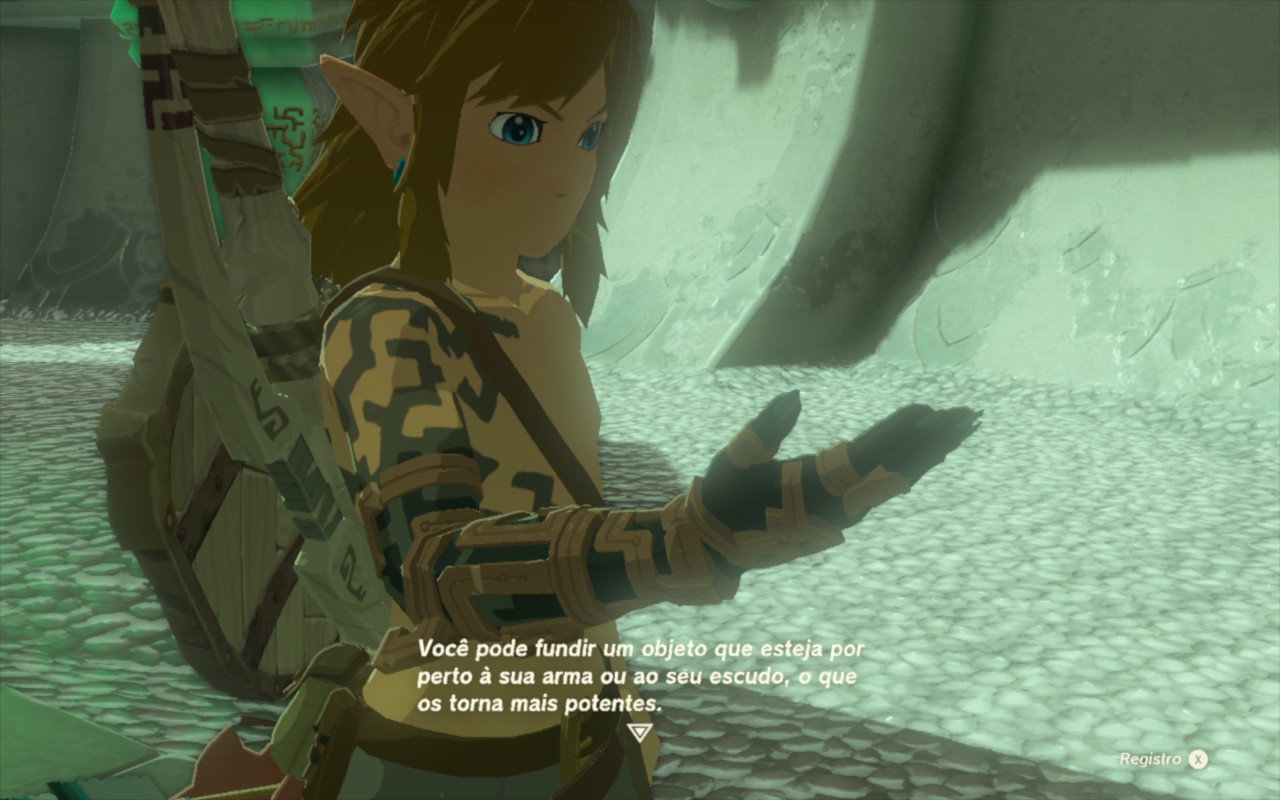 Você pode fundir um objeto que esteja por
perto à sua arma ou ao seu escudo, o que
os torna mais potentes.
Registro X